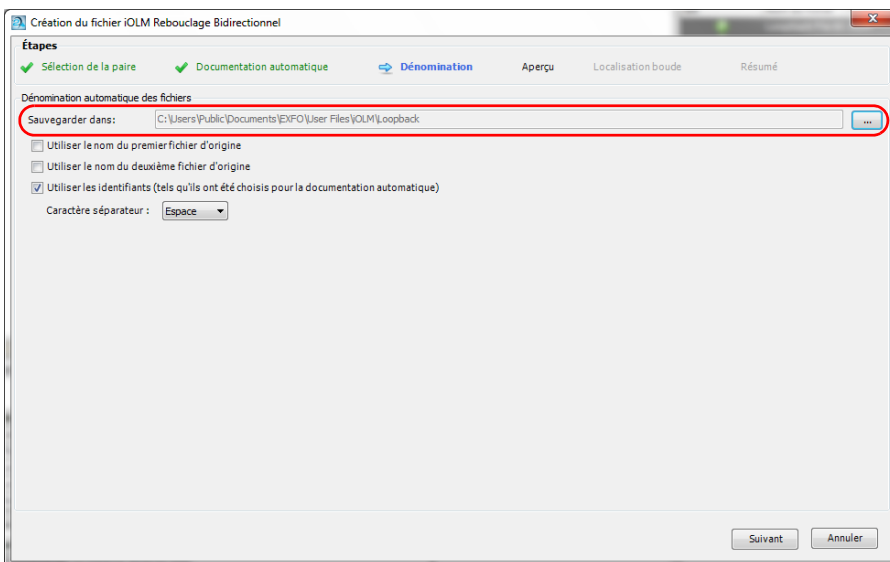 Création du fichier iOLM Rebouclage Bidirectionnel
Étapes
Sélection de la paire Documentation automatique Dénomination Aperçu Localisation boude Résumé
Dénomination automatique des fichiers
Sauvegarder dans: C:\Users\Public\Documents\EXFO\User Files\iOLM\Loopback ...
Utiliser le nom du premier fichier d'origine
Utiliser le nom du deuxième fichier d'origine
Utiliser les identifiants (tels qu'ils ont été choisis pour la documentation automatique)
Caractère séparateur : Espace
Suivant Annuler